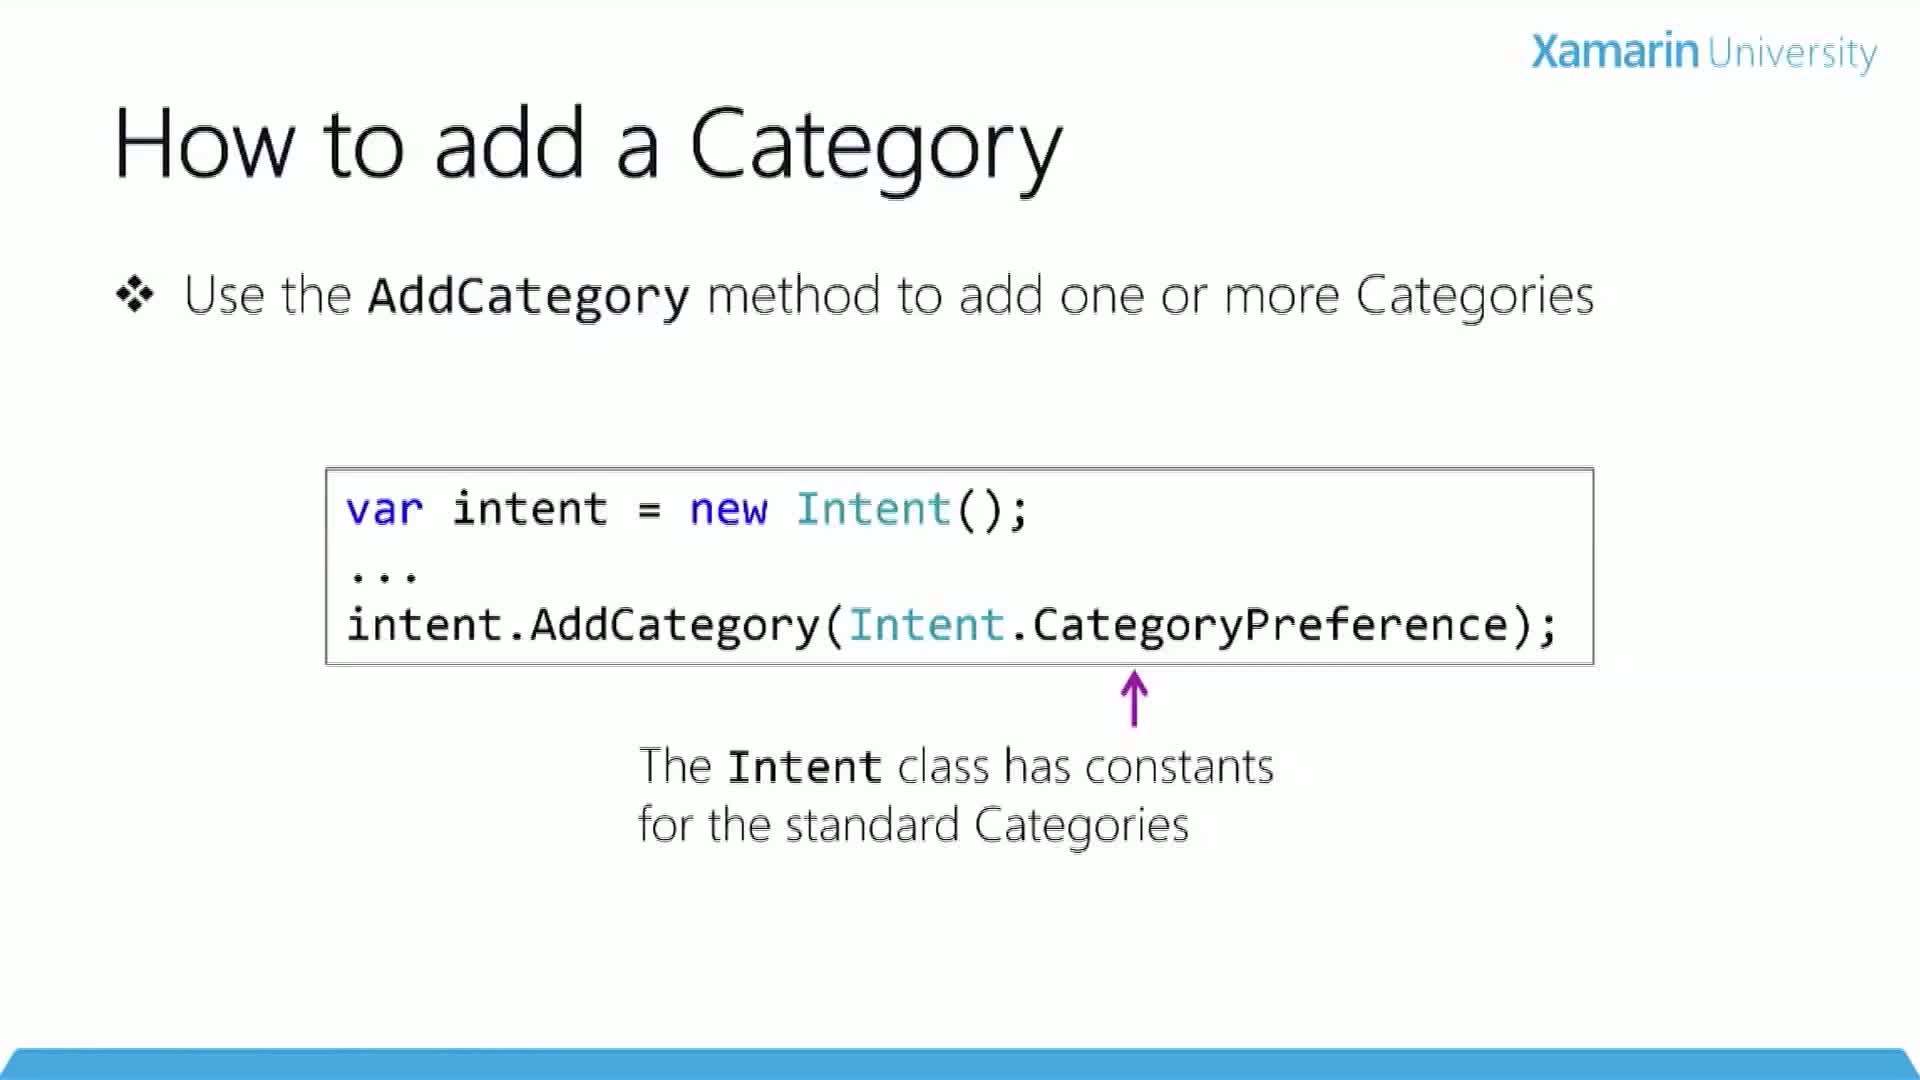 Xamarin University
How to add a Category
❖ Use the AddCategory method to add one or more Categories
var intent = new Intent();
...
intent.AddCategory(Intent.CategoryPreference);
The Intent class has constants
for the standard Categories